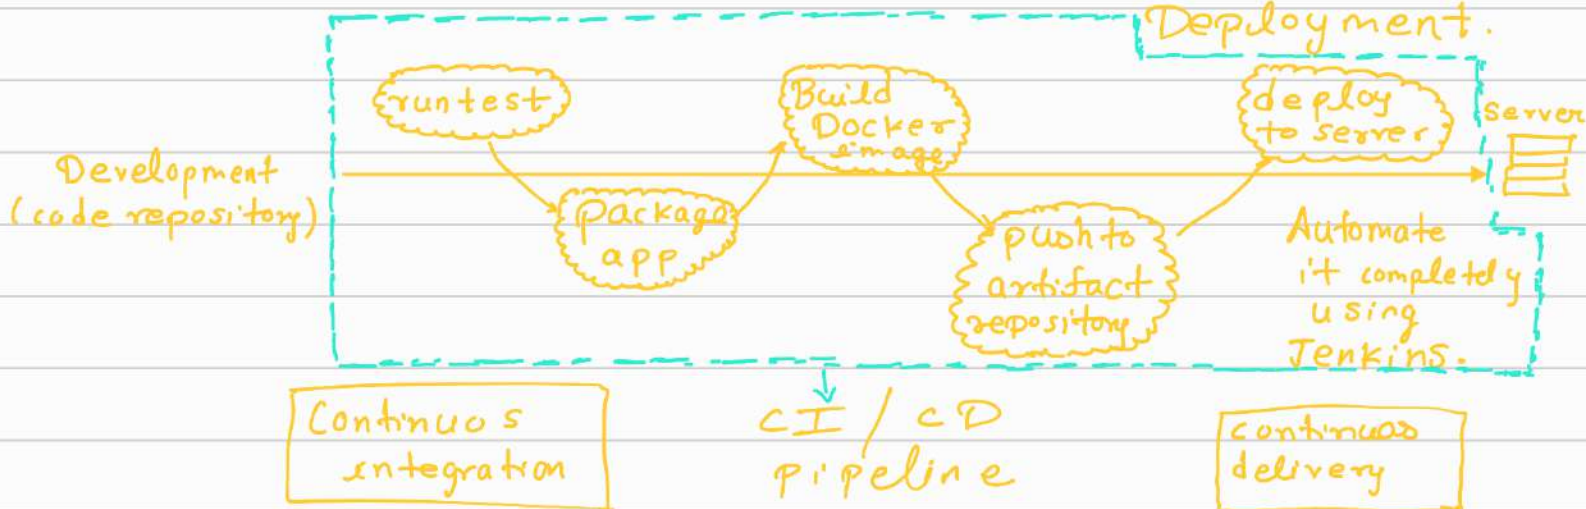 Deployment.
run test
Build
Docker
image
deploy
to server
Server
Development
(code repository)
Package
app
push to
artifact
repository
Automate
it completely
using
Jenkins.
Continuos
integration
CI / CD
pipeline
continuos
delivery